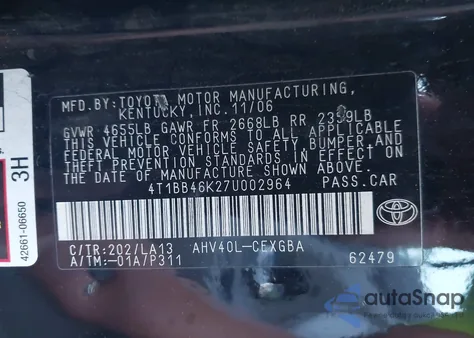 MFD.BY: TOYOTA MOTOR MANUFACTURING,
KENTUCKY, INC. 11/06
GVWR 4655LB GAWR FR 2668LB RR 2359LB
THIS VEHICLE CONFORMS TO ALL APPLICABLE
FEDERAL MOTOR VEHICLE SAFETY, BUMPER, AND
THEFT PREVENTION STANDARDS IN EFFECT ON
THE DATE OF MANUFACTURE SHOWN ABOVE.
4T1BB46K27U002964 PASS.CAR
C/TR:202/LA13 AHV40L-CEXGBA
A/TM:-01A7P311 62479
TOYOTA
3H
42661-06650
autoSnap